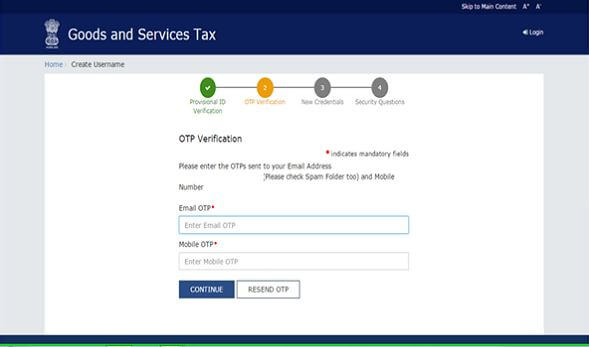 Skip to Main Content A⁺ A⁻
Goods and Services Tax
Login
Home › Create Username
2
3
4
Provisional ID
Verification
OTP Verification
New Credentials
Security Questions
OTP Verification
• indicates mandatory fields
Please enter the OTPs sent to your Email Address
(Please check Spam Folder too) and Mobile
Number
Email OTP•
Enter Email OTP
Mobile OTP•
Enter Mobile OTP
CONTINUE
RESEND OTP